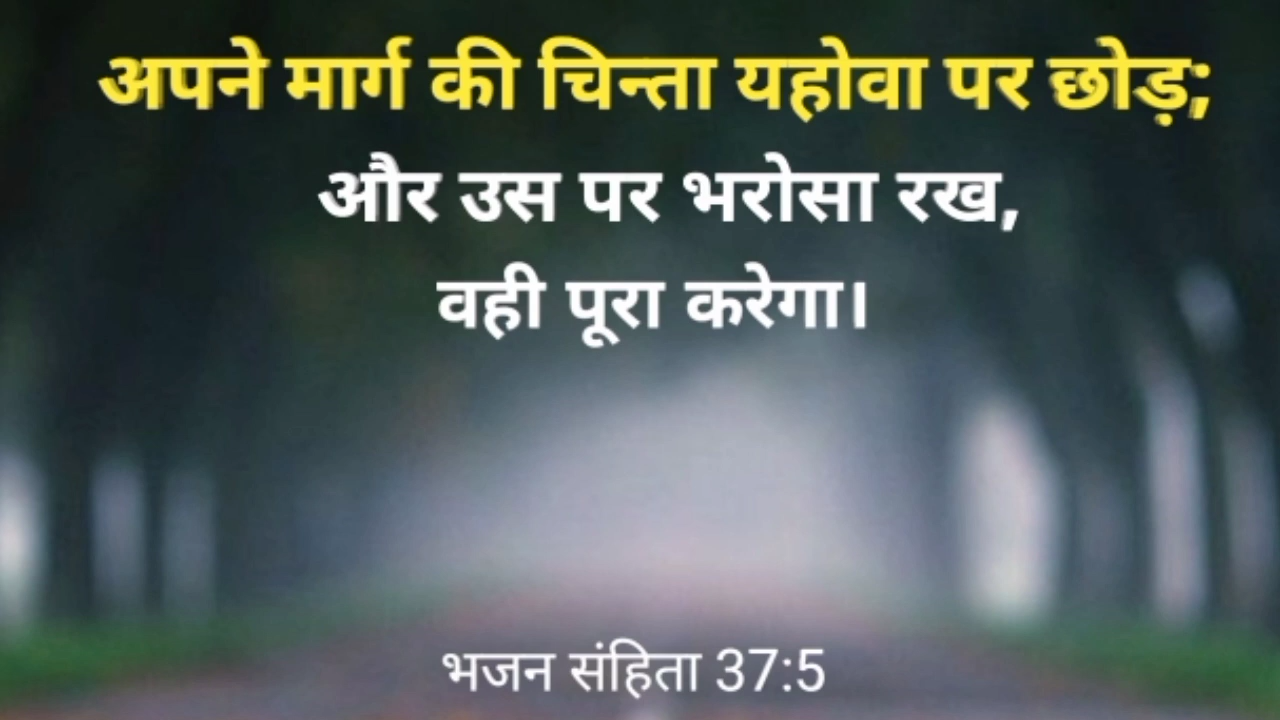 अपने मार्ग की चिन्ता यहोवा पर छोड़;
और उस पर भरोसा रख,
वही पूरा करेगा।
भजन संहिता 37:5